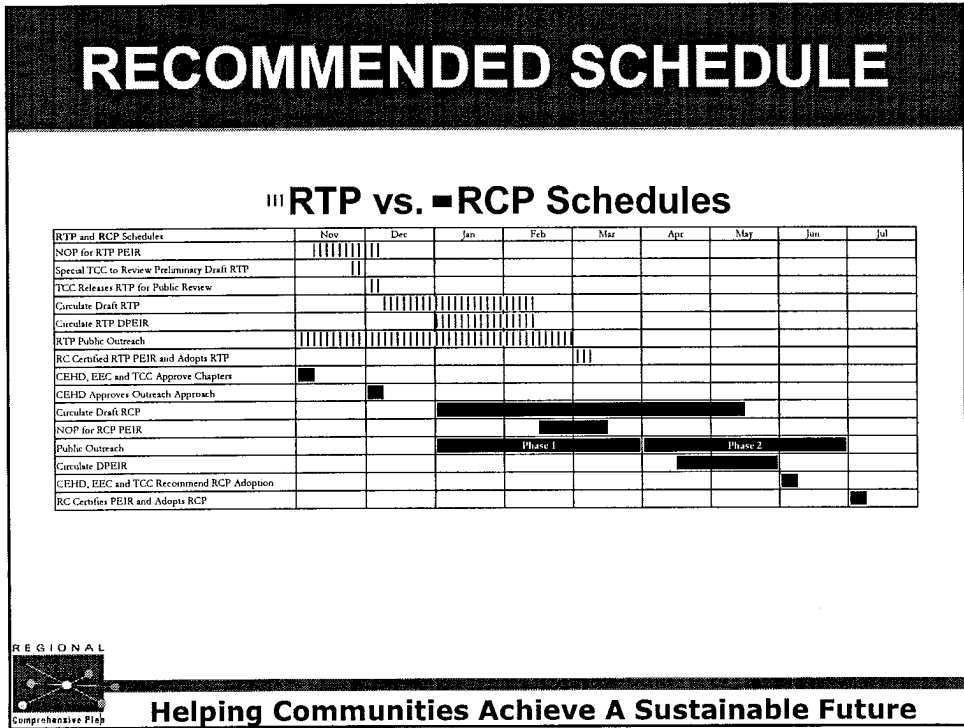 RECOMMENDED SCHEDULE
RTP vs. RCP Schedules
RTP and RCP Schedules Nov Dec Jan Feb Mar Apr May Jun Jul
NOP for RTP PEIR
Special TCC to Review Preliminary Draft RTP
TCC Releases RTP for Public Review
Circulate Draft RTP
Circulate RTP DPEIR
RTP Public Outreach
RC Certified RTP PEIR and Adopts RTP
CEHD, EEC and TCC Approve Chapters
CEHD Approves Outreach Approach
Circulate Draft RCP
NOP for RCP PEIR
Public Outreach Phase 1 Phase 2
Circulate DPEIR
CEHD, EEC and TCC Recommend RCP Adoption
RC Certifies PEIR and Adopts RCP
REGIONAL
Comprehensive Plan
Helping Communities Achieve A Sustainable Future